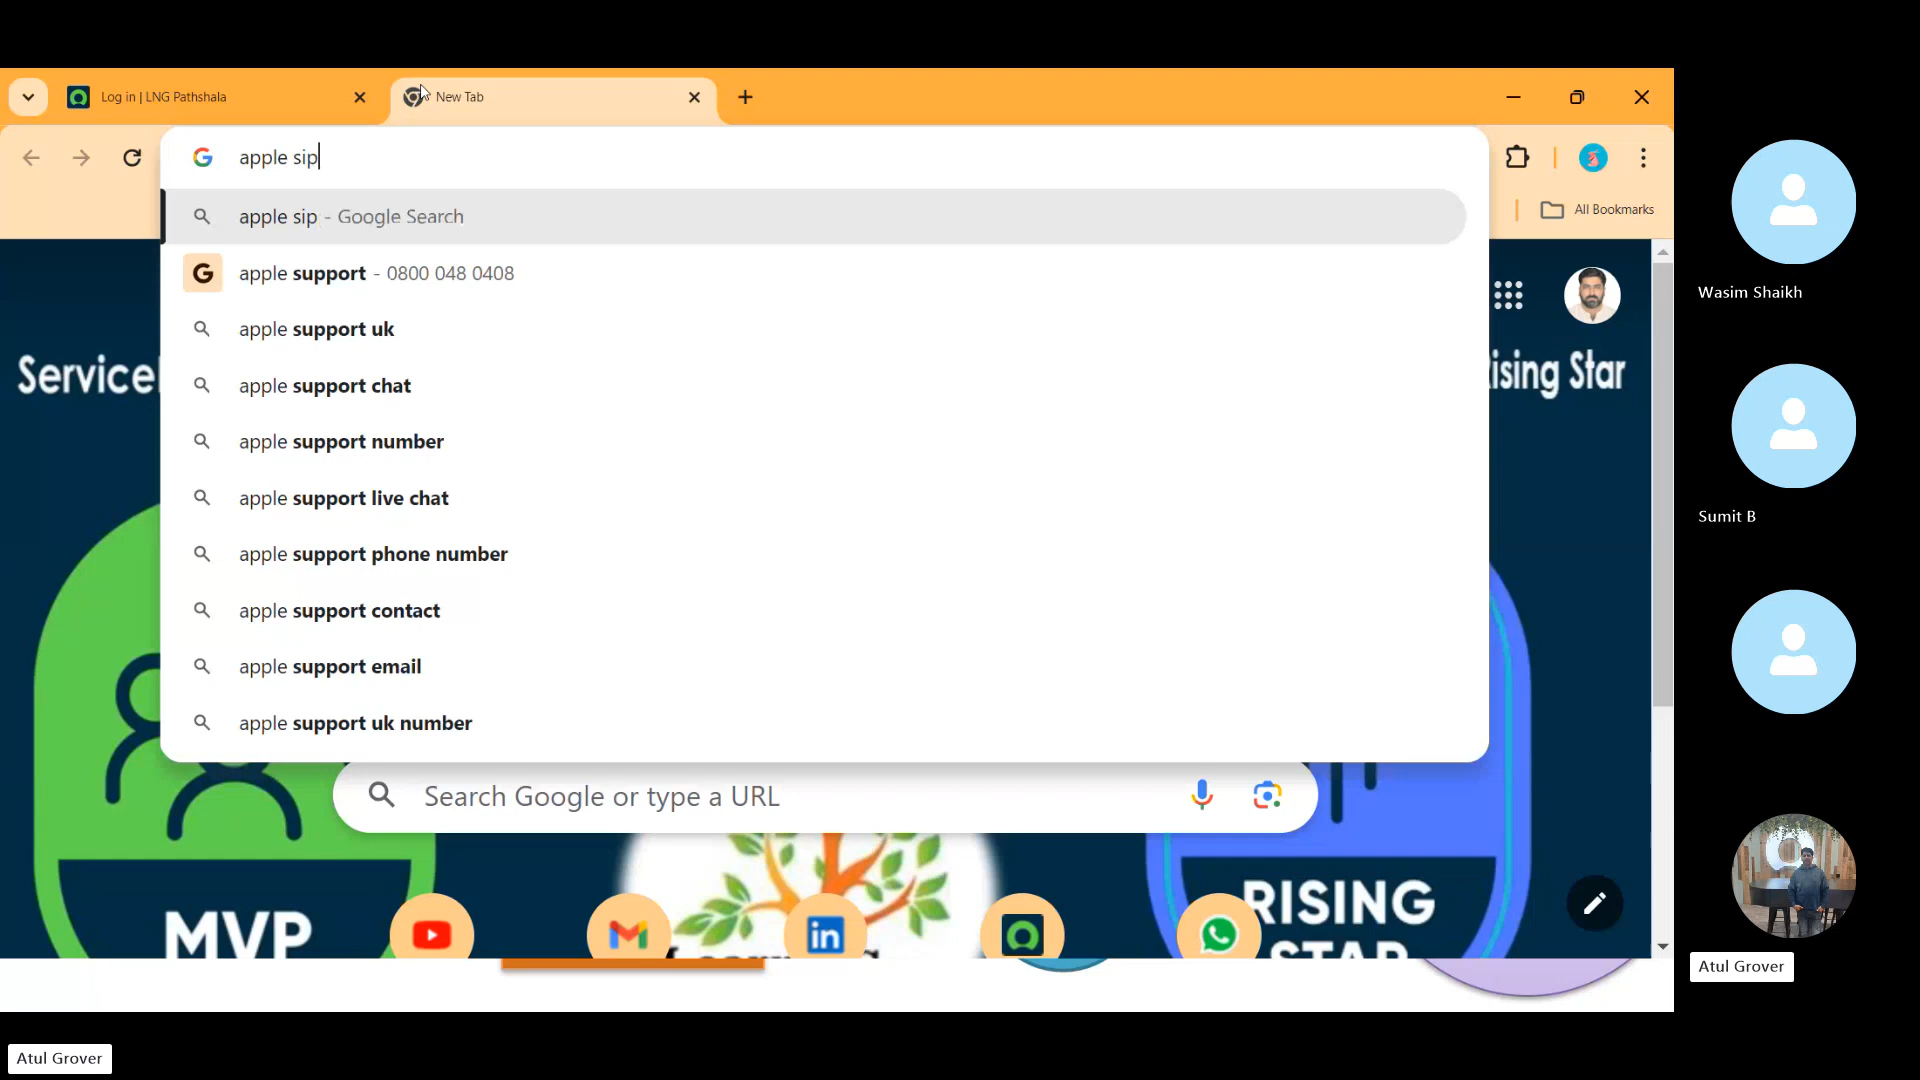 Log in | LNG Pathshala
New Tab
apple sip
All Bookmarks
apple sip - Google Search
apple support - 0800 048 0408
apple support uk
apple support chat
apple support number
apple support live chat
apple support phone number
apple support contact
apple support email
apple support uk number
Service
ising Star
Search Google or type a URL
MVP
RISING
STAR
Wasim Shaikh
Sumit B
Atul Grover
Atul Grover